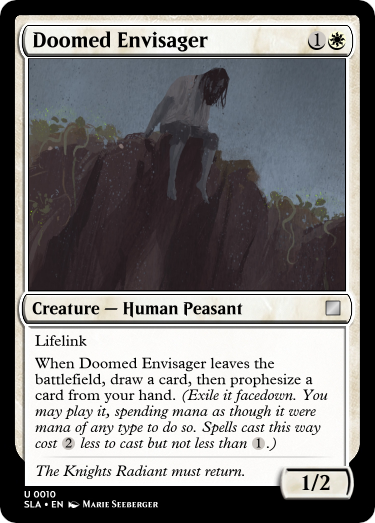 Doomed Envisager 1
Creature — Human Peasant
Lifelink
When Doomed Envisager leaves the
battlefield, draw a card, then prophesize a
card from your hand. (Exile it facedown. You
may play it, spending mana as though it were
mana of any type to do so. Spells cast this way
cost 2 less to cast but not less than 1.)
The Knights Radiant must return.
1/2
U 0010
SLA • EN Marie Seeberger